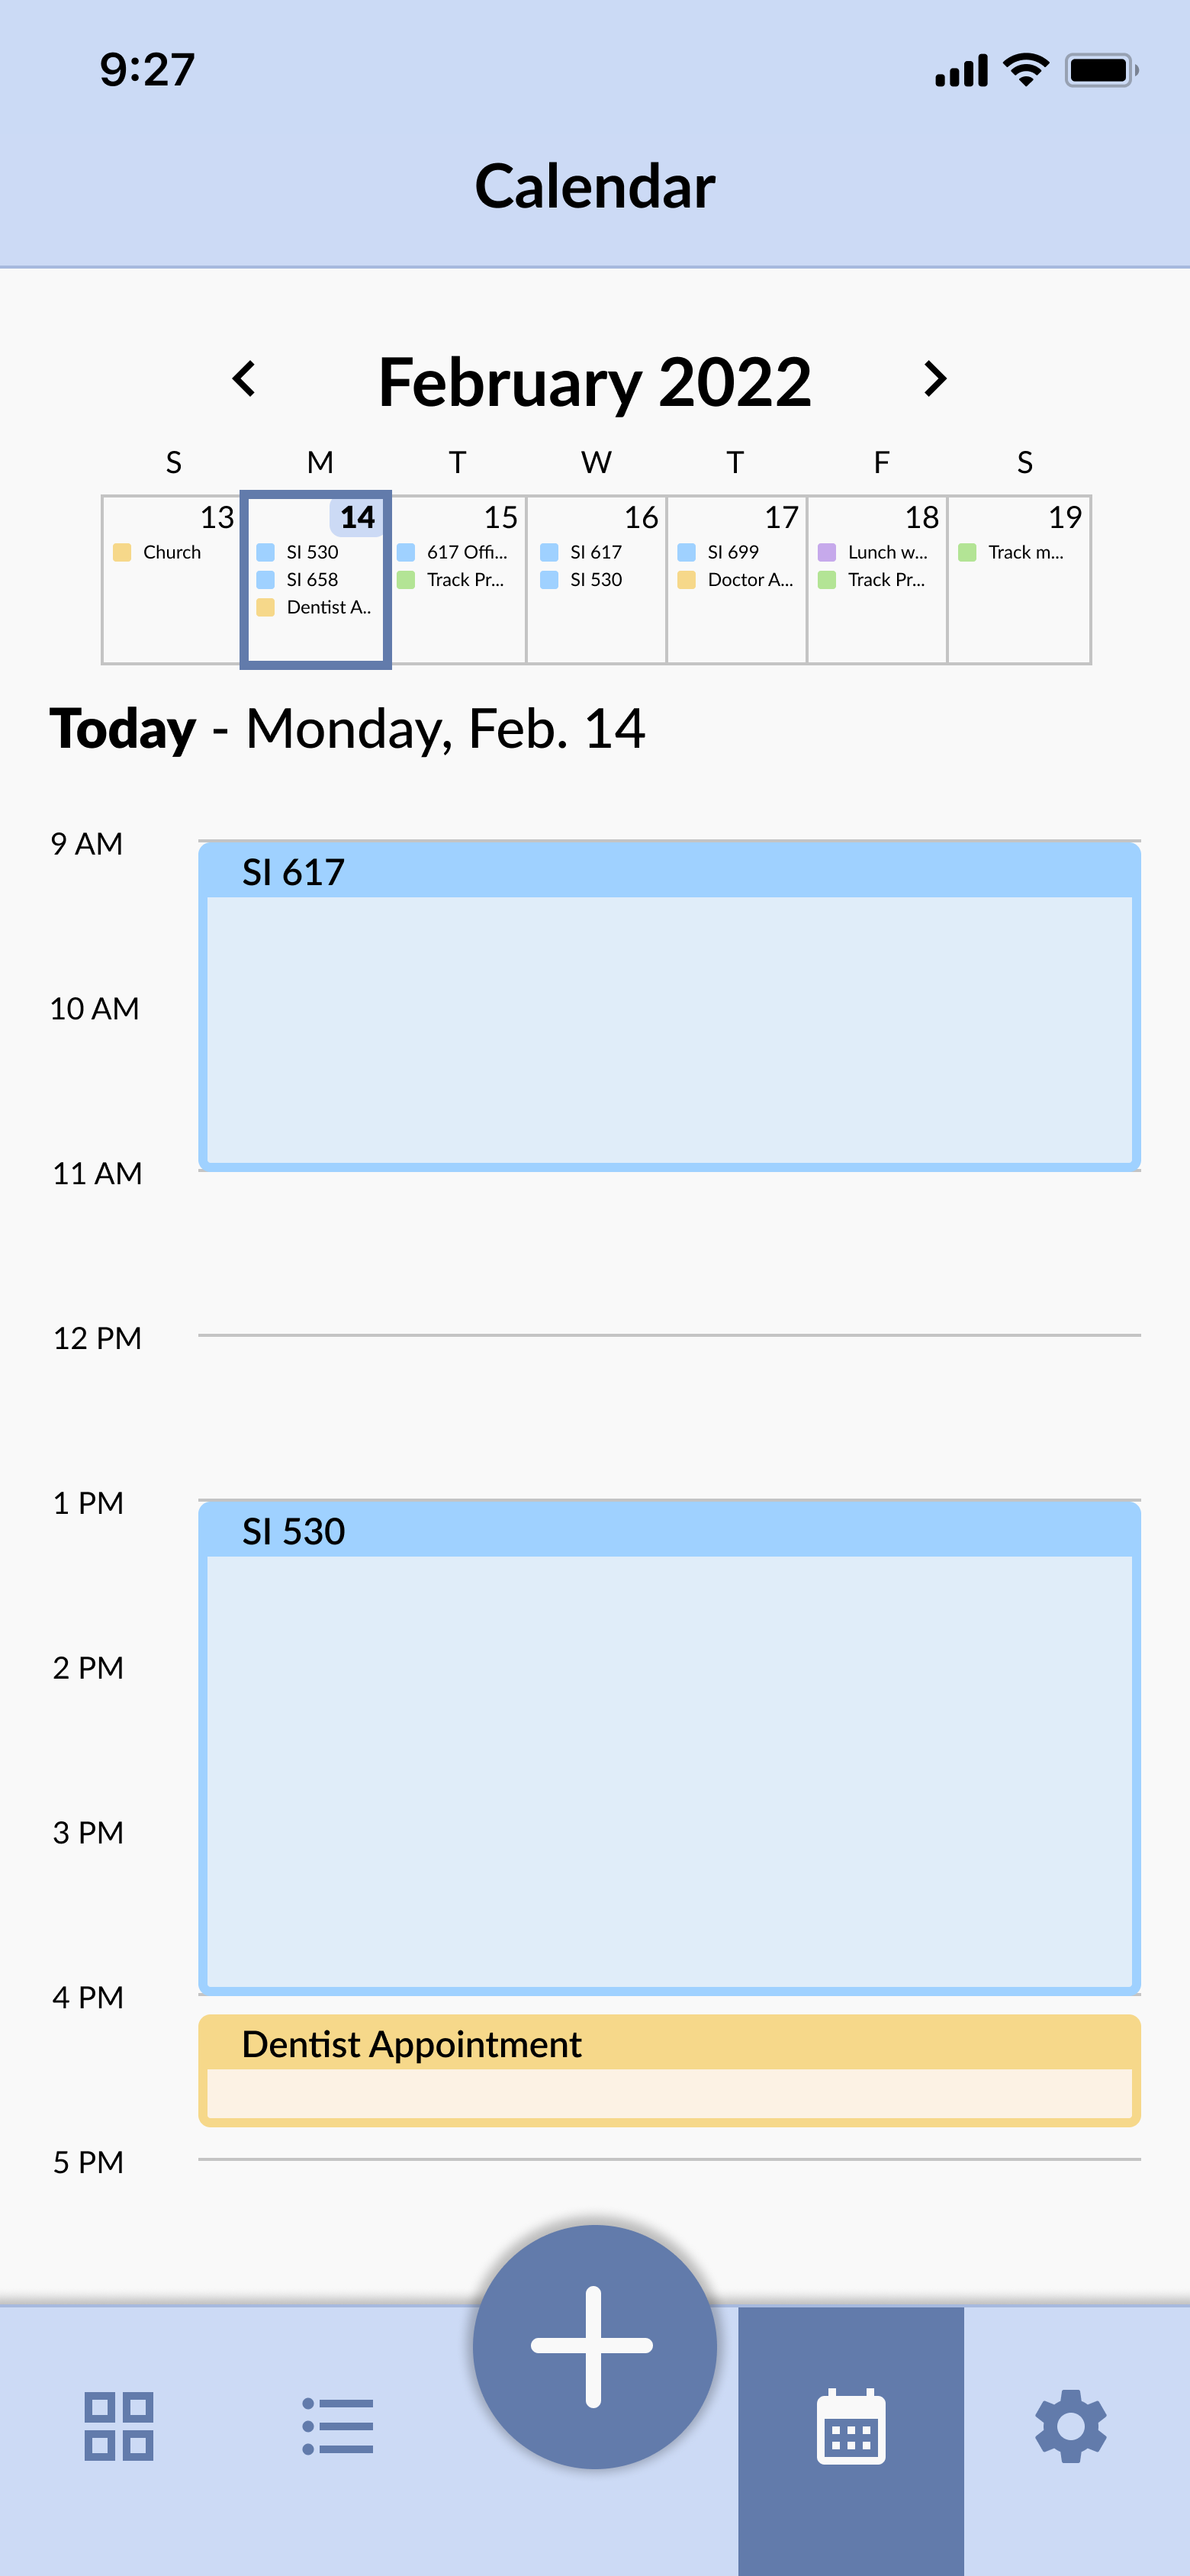 9:27
Calendar
February 2022
S M T W T F S
13 14 15 16 17 18 19
Church SI 530 617 Offi... SI 617 SI 699 Lunch w... Track m...
SI 658 Track Pr... SI 530 Doctor A... Track Pr...
Dentist A..
Today - Monday, Feb. 14
9 AM
SI 617
10 AM
11 AM
12 PM
1 PM
SI 530
2 PM
3 PM
4 PM
Dentist Appointment
5 PM